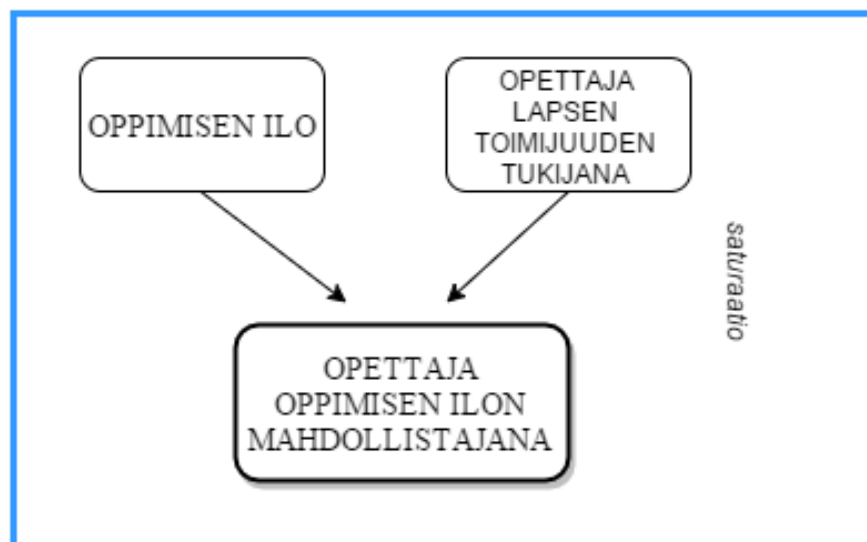 OPPIMISEN ILO
OPETTAJA
LAPSEN
TOIMIJUUDEN
TUKIJANA
saturaatio
OPETTAJA
OPPIMISEN ILON
MAHDOLLISTAJANA